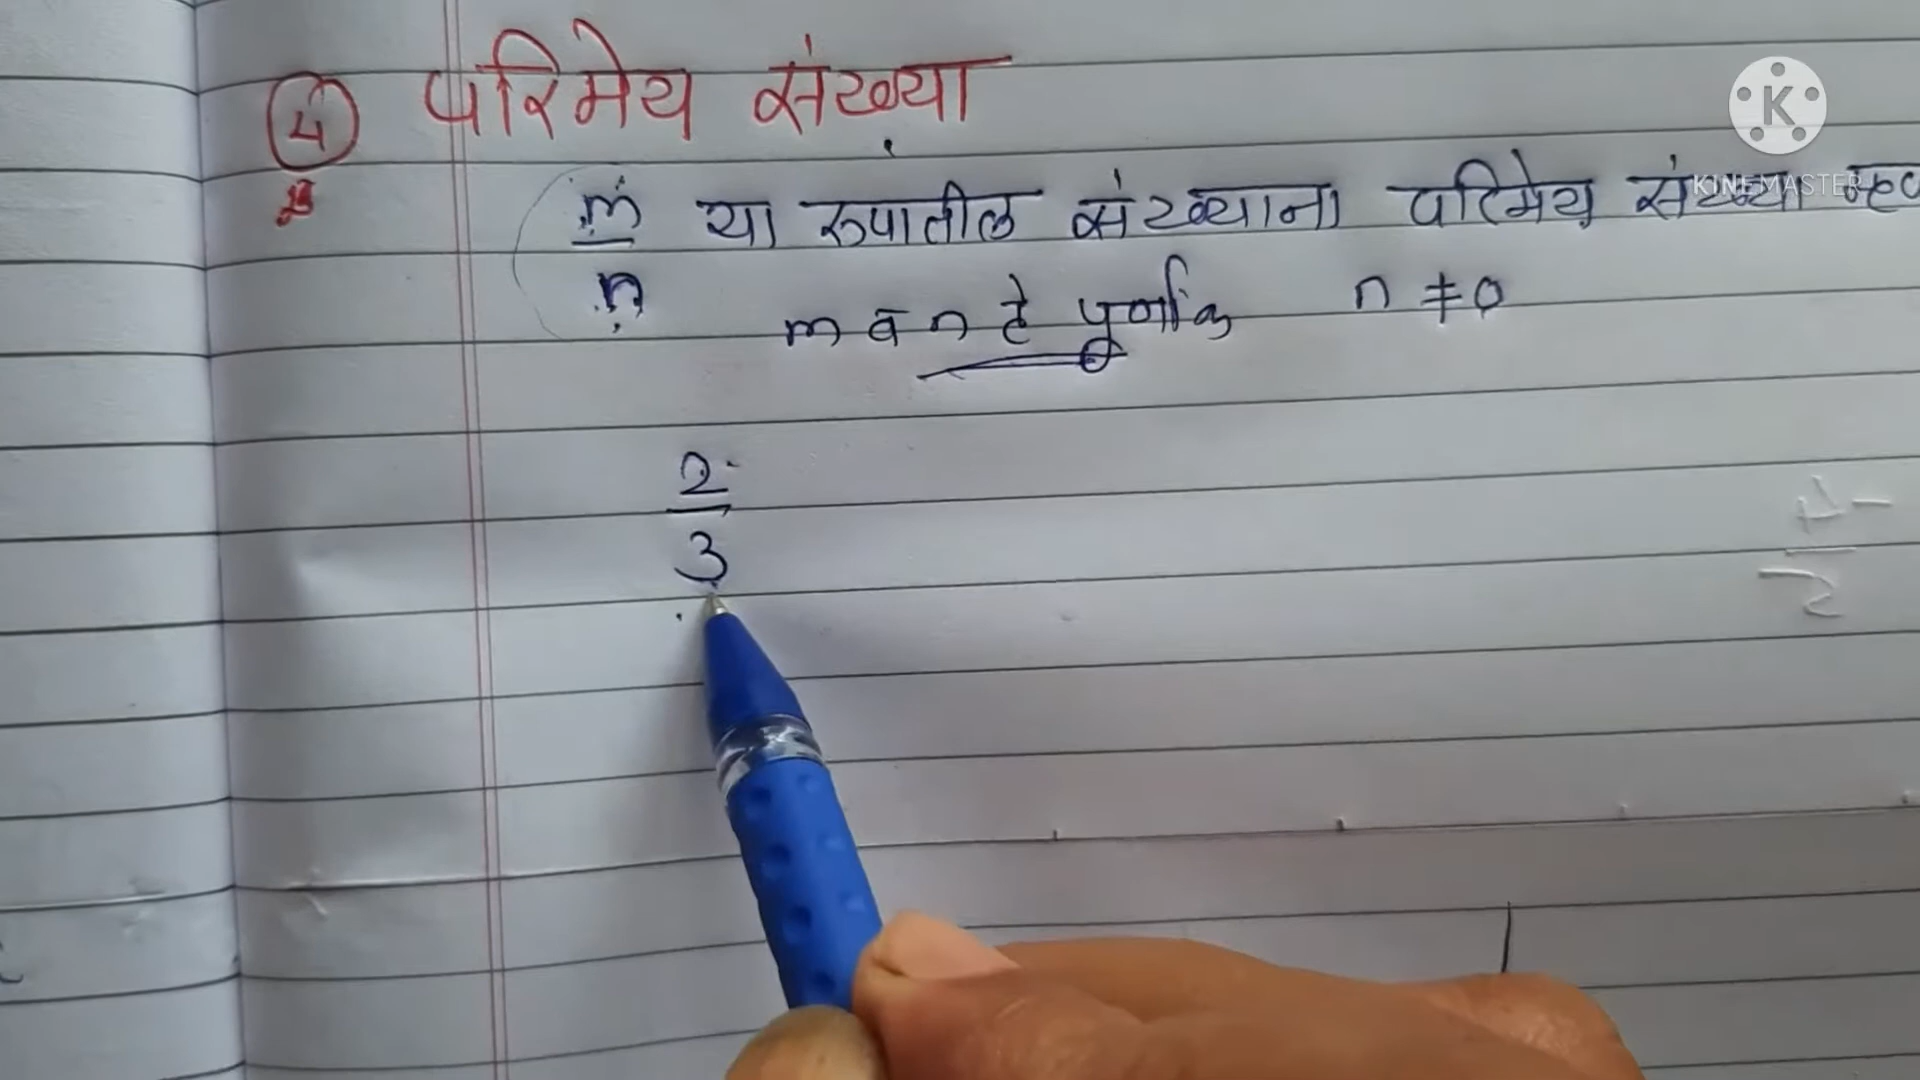 4 परिमेय संख्या
m/n या रुपातील संख्याना परिमेय संख्या
m व n हे पूर्णांक n ≠ 0
2/3
K
KINEMASTER